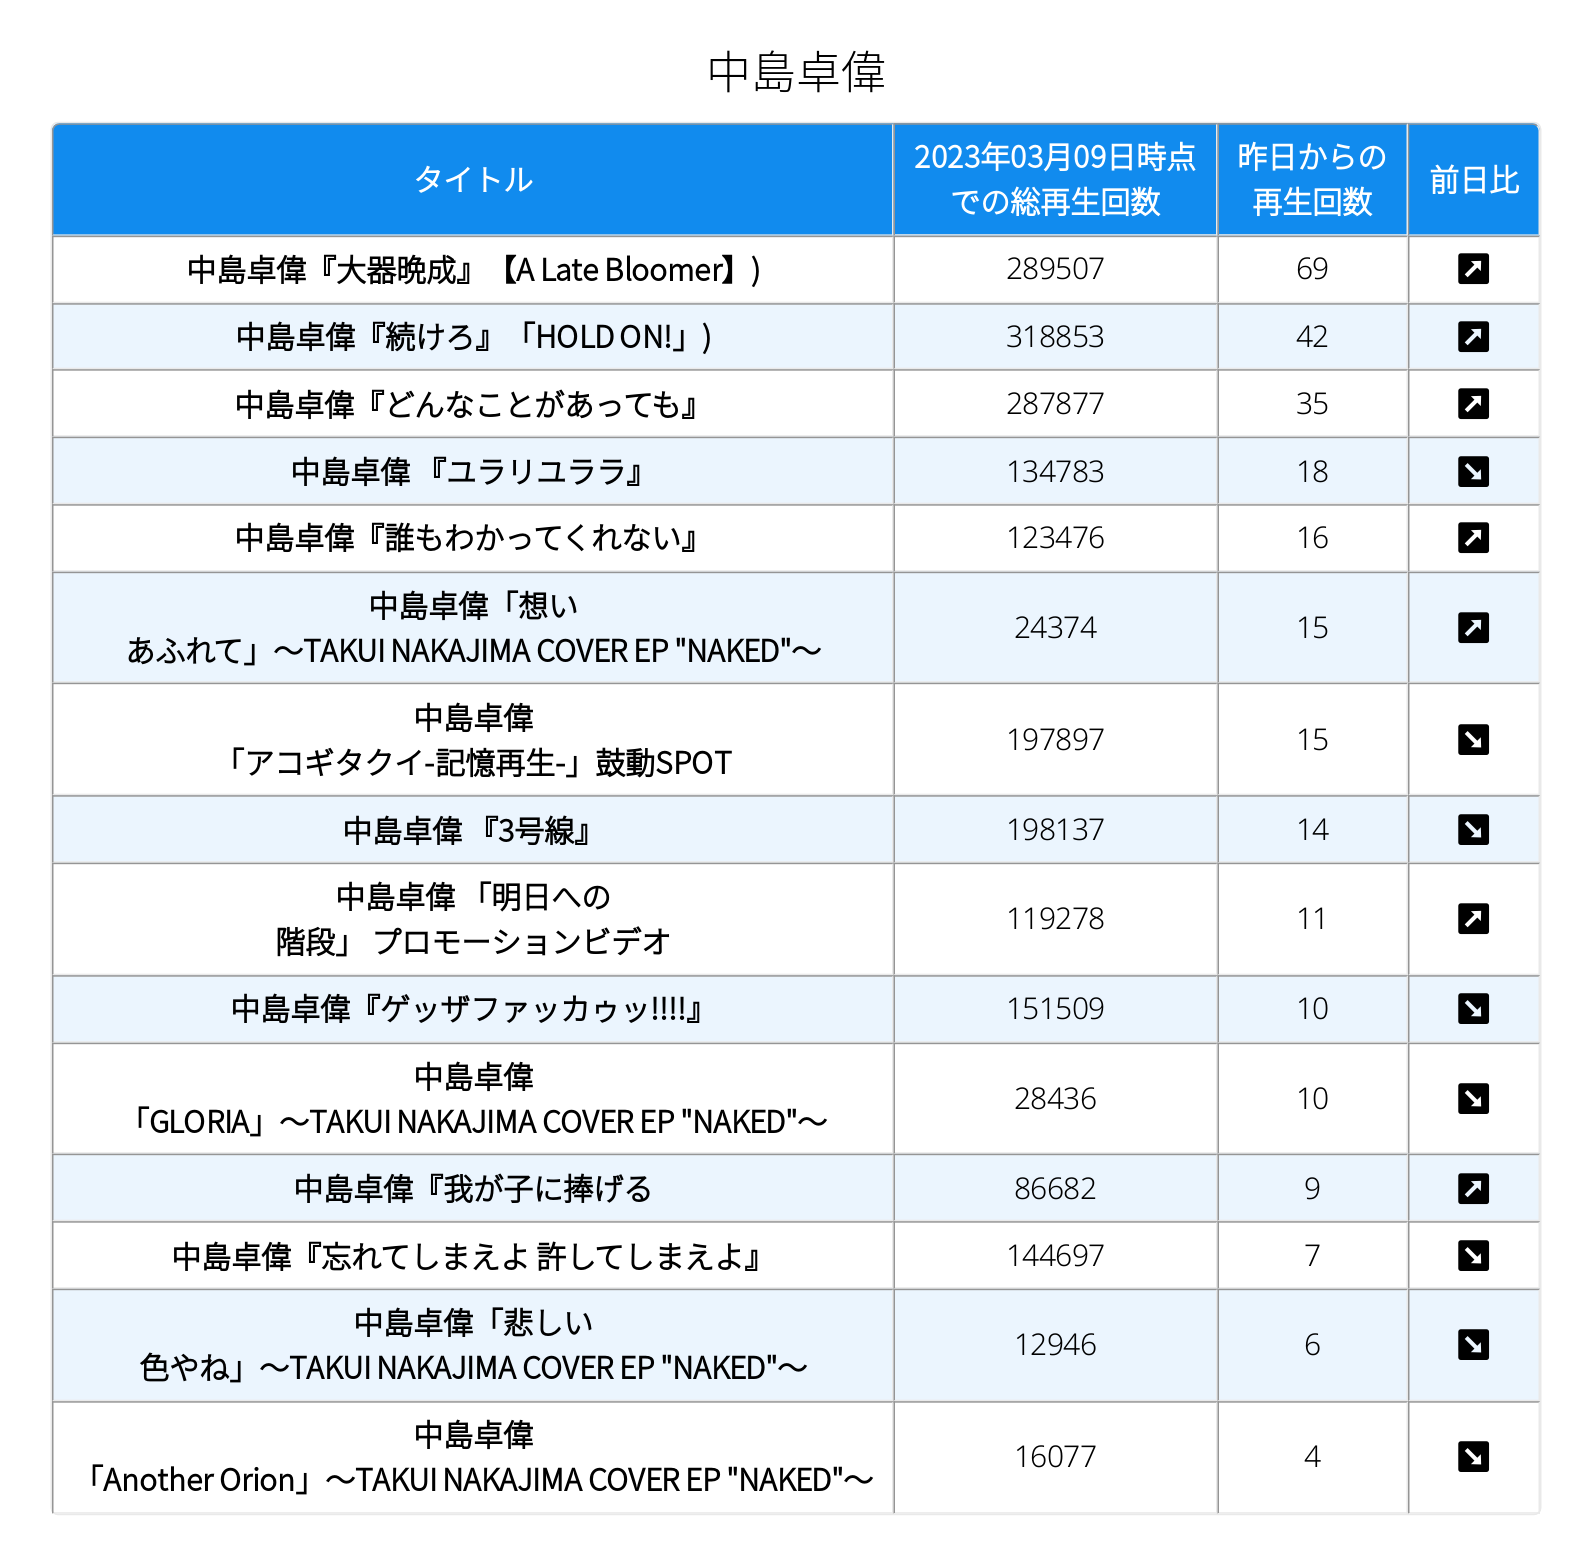 中島卓偉
タイトル
2023年03月09日時点
での総再生回数
昨日からの
再生回数
前日比
中島卓偉『大器晩成』【A Late Bloomer】)
289507
69
中島卓偉『続けろ』「HOLD ON!」)
318853
42
中島卓偉『どんなことがあっても』
287877
35
中島卓偉 『ユラリユララ』
134783
18
中島卓偉『誰もわかってくれない』
123476
16
中島卓偉「想い
あふれて」〜TAKUI NAKAJIMA COVER EP "NAKED"〜
24374
15
中島卓偉
「アコギタクイ-記憶再生-」鼓動SPOT
197897
15
中島卓偉 『3号線』
198137
14
中島卓偉 「明日への
階段」 プロモーションビデオ
119278
11
中島卓偉『ゲッザファッカゥッ!!!!』
151509
10
中島卓偉
「GLORIA」〜TAKUI NAKAJIMA COVER EP "NAKED"〜
28436
10
中島卓偉『我が子に捧げる
86682
9
中島卓偉『忘れてしまえよ 許してしまえよ』
144697
7
中島卓偉「悲しい
色やね」〜TAKUI NAKAJIMA COVER EP "NAKED"〜
12946
6
中島卓偉
「Another Orion」〜TAKUI NAKAJIMA COVER EP "NAKED"〜
16077
4